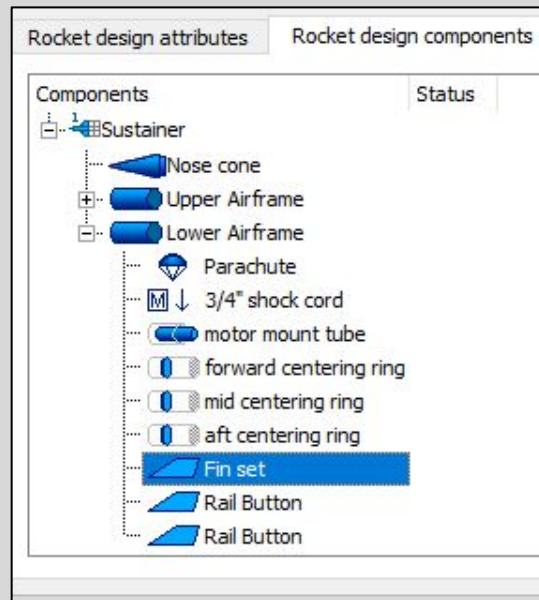 Rocket design attributes Rocket design components
Components Status
1 Sustainer
Nose cone
Upper Airframe
Lower Airframe
Parachute
M 3/4" shock cord
motor mount tube
forward centering ring
mid centering ring
aft centering ring
Fin set
Rail Button
Rail Button